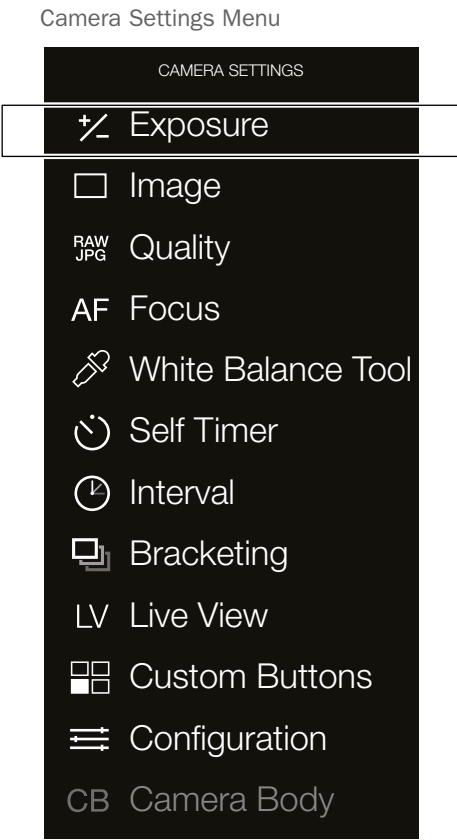 Camera Settings Menu
CAMERA SETTINGS
Exposure
Image
RAW
JPG Quality
AF Focus
White Balance Tool
Self Timer
Interval
Bracketing
LV Live View
Custom Buttons
Configuration
CB Camera Body